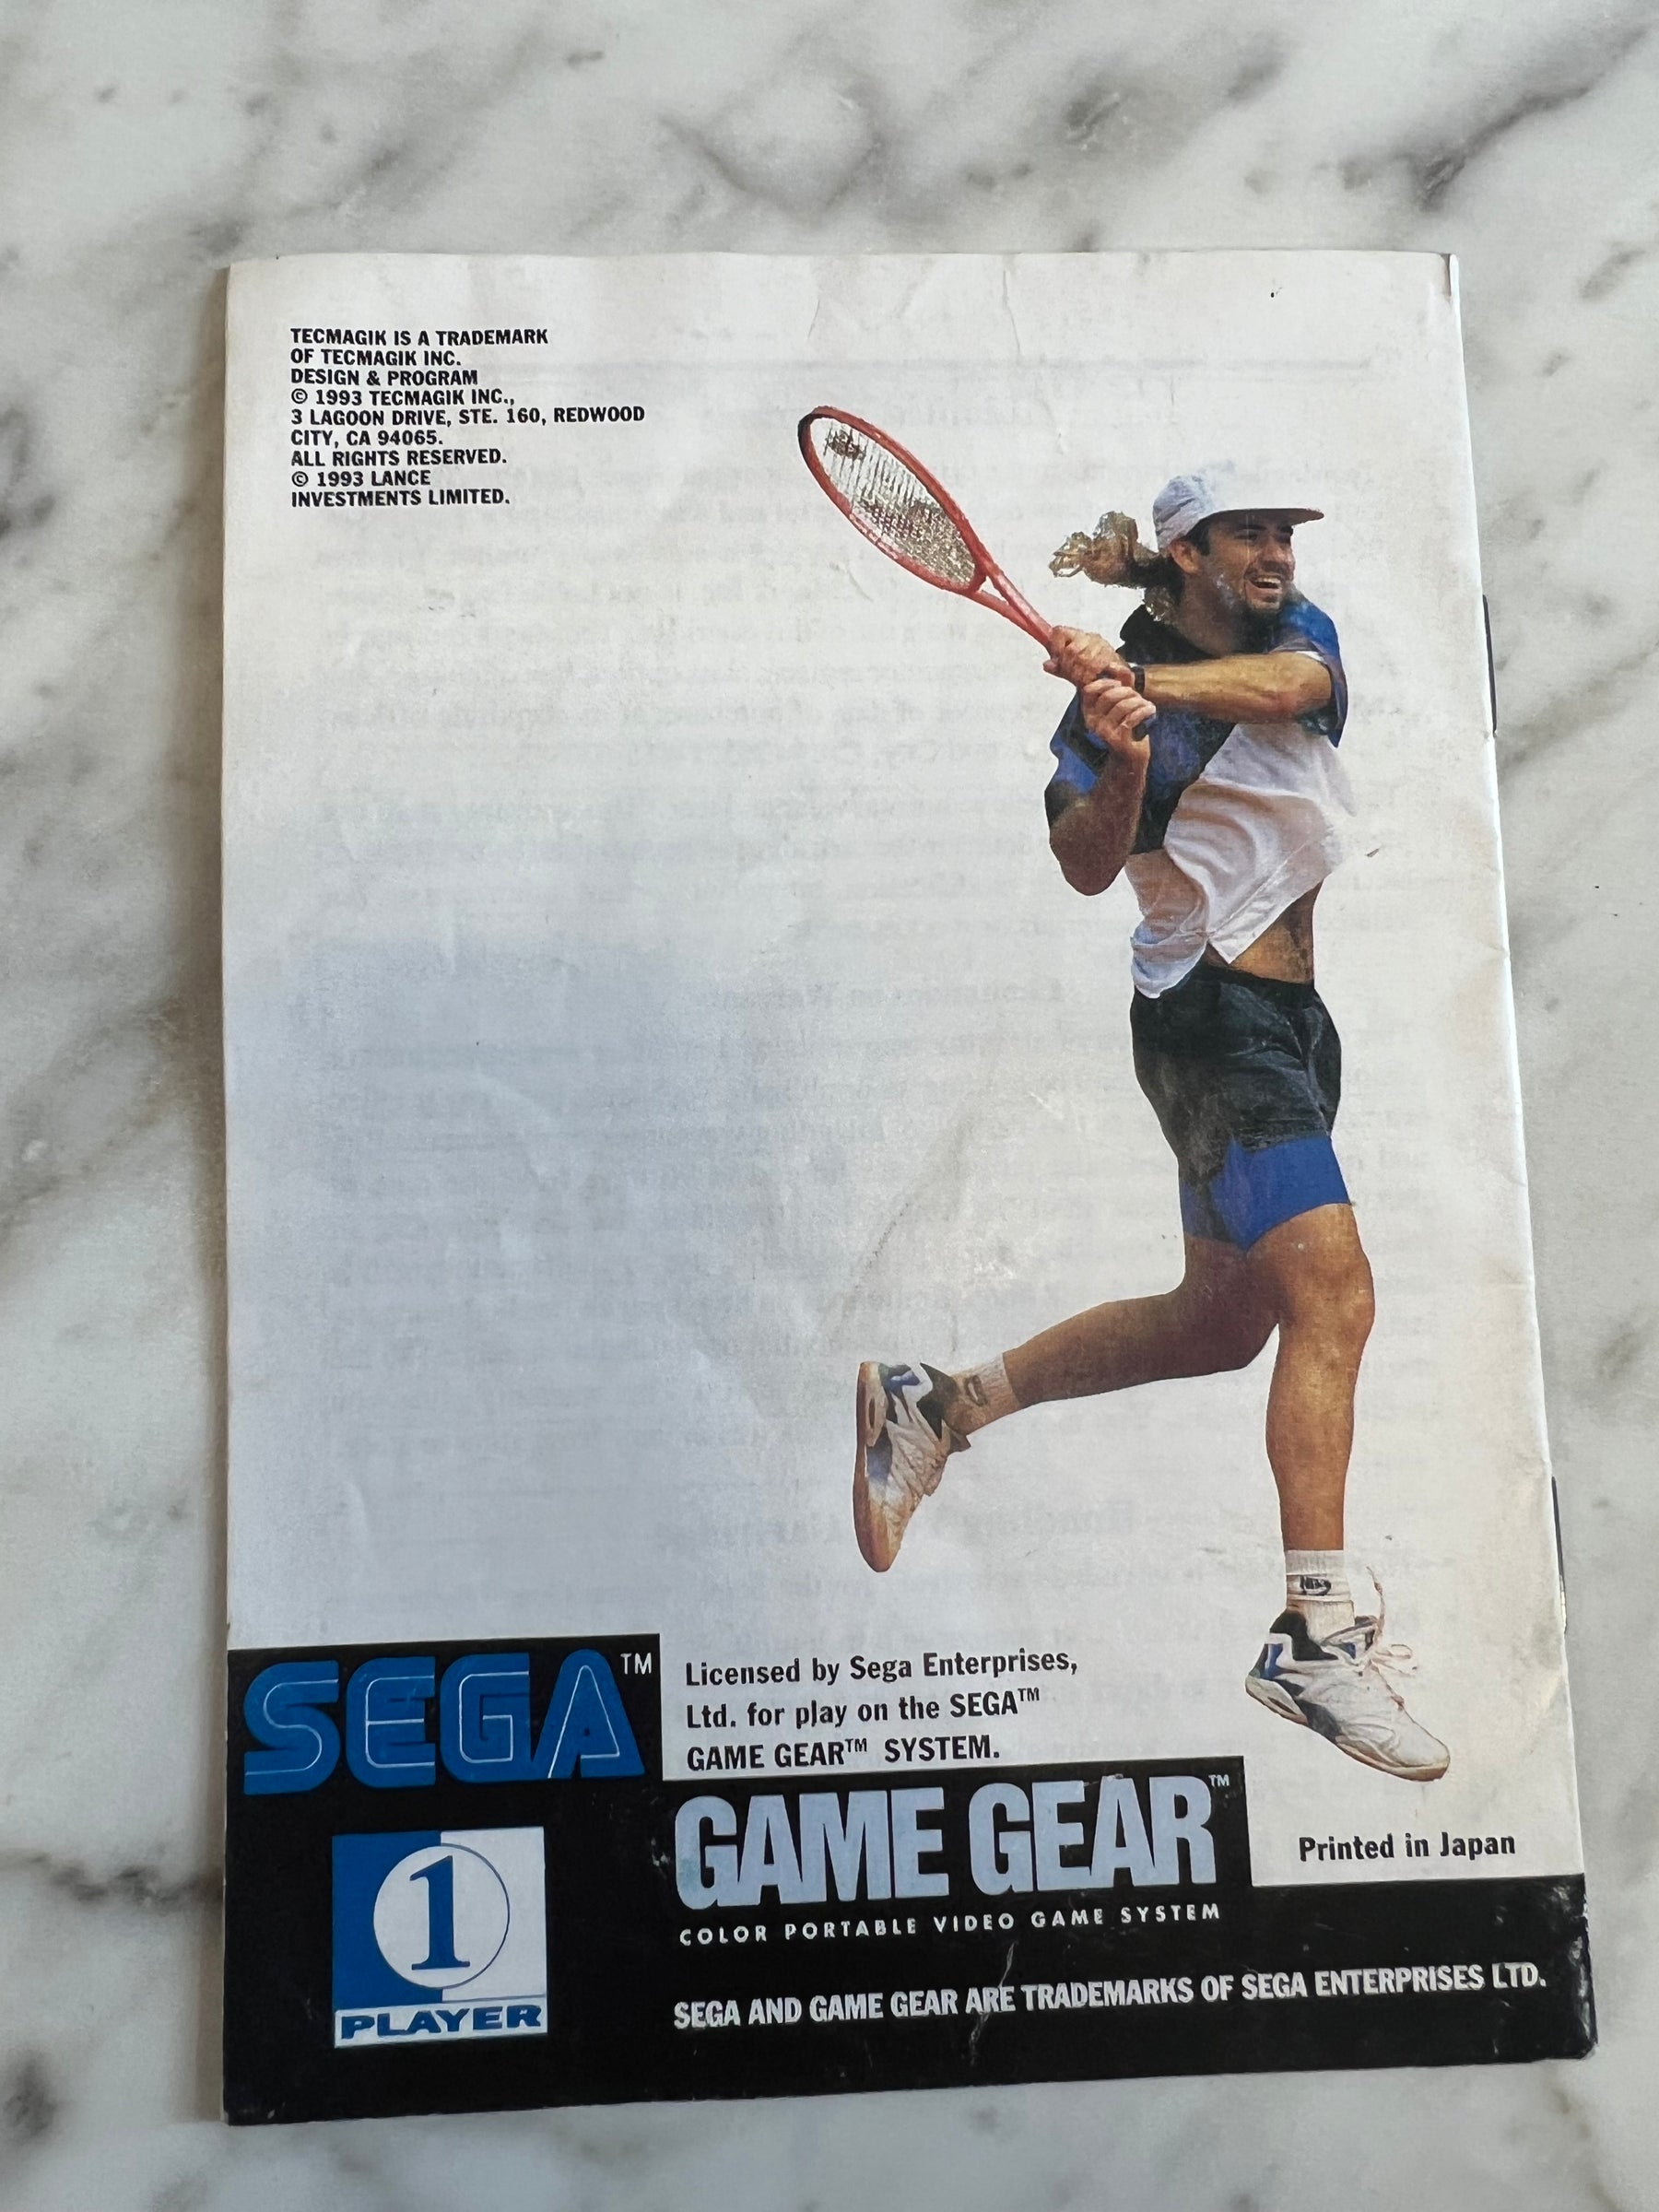 TECMAGIK IS A TRADEMARK
OF TECMAGIK INC.
DESIGN & PROGRAM
© 1993 TECMAGIK INC.,
3 LAGOON DRIVE, STE. 160, REDWOOD
CITY, CA 94065.
ALL RIGHTS RESERVED.
© 1993 LANCE
INVESTMENTS LIMITED.
SEGA™
Licensed by Sega Enterprises,
Ltd. for play on the SEGA™
GAME GEAR™ SYSTEM.
GAME GEAR™
COLOR PORTABLE VIDEO GAME SYSTEM
Printed in Japan
1
PLAYER
SEGA AND GAME GEAR ARE TRADEMARKS OF SEGA ENTERPRISES LTD.